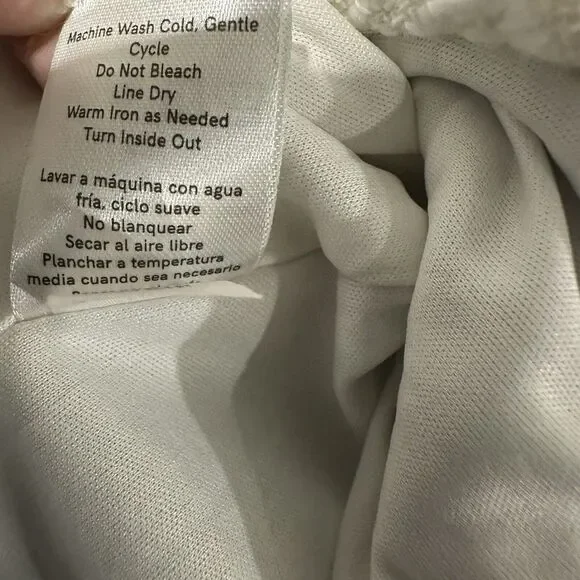 Machine Wash Cold, Gentle
Cycle
Do Not Bleach
Line Dry
Warm Iron as Needed
Turn Inside Out
Lavar a máquina con agua
fría, ciclo suave
No blanquear
Secar al aire libre
Planchar a temperatura
media cuando sea necesario